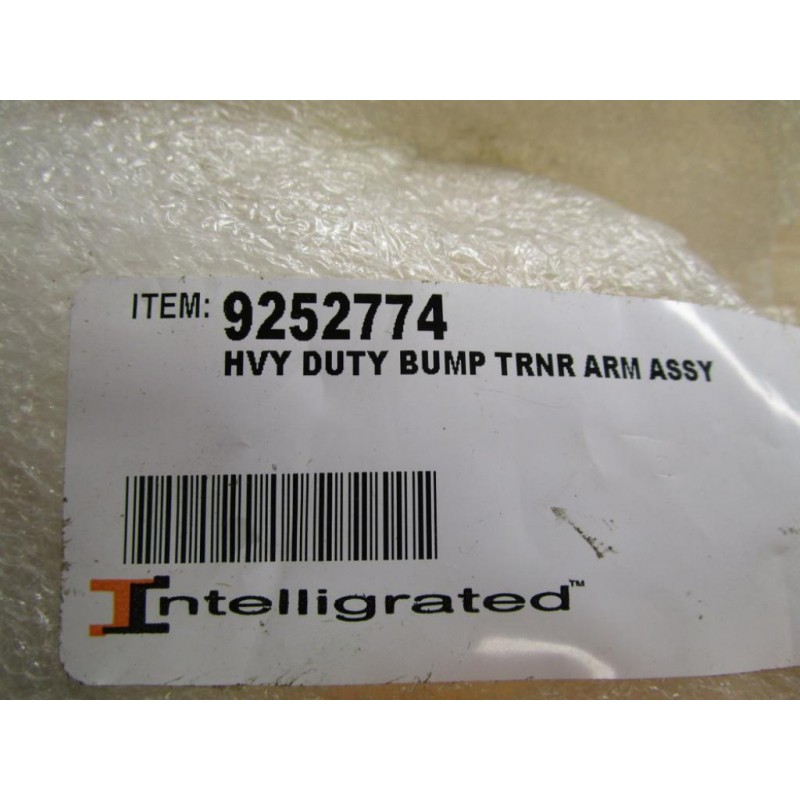 ITEM: 9252774
HVY DUTY BUMP TRNR ARM ASSY
Intelligrated™